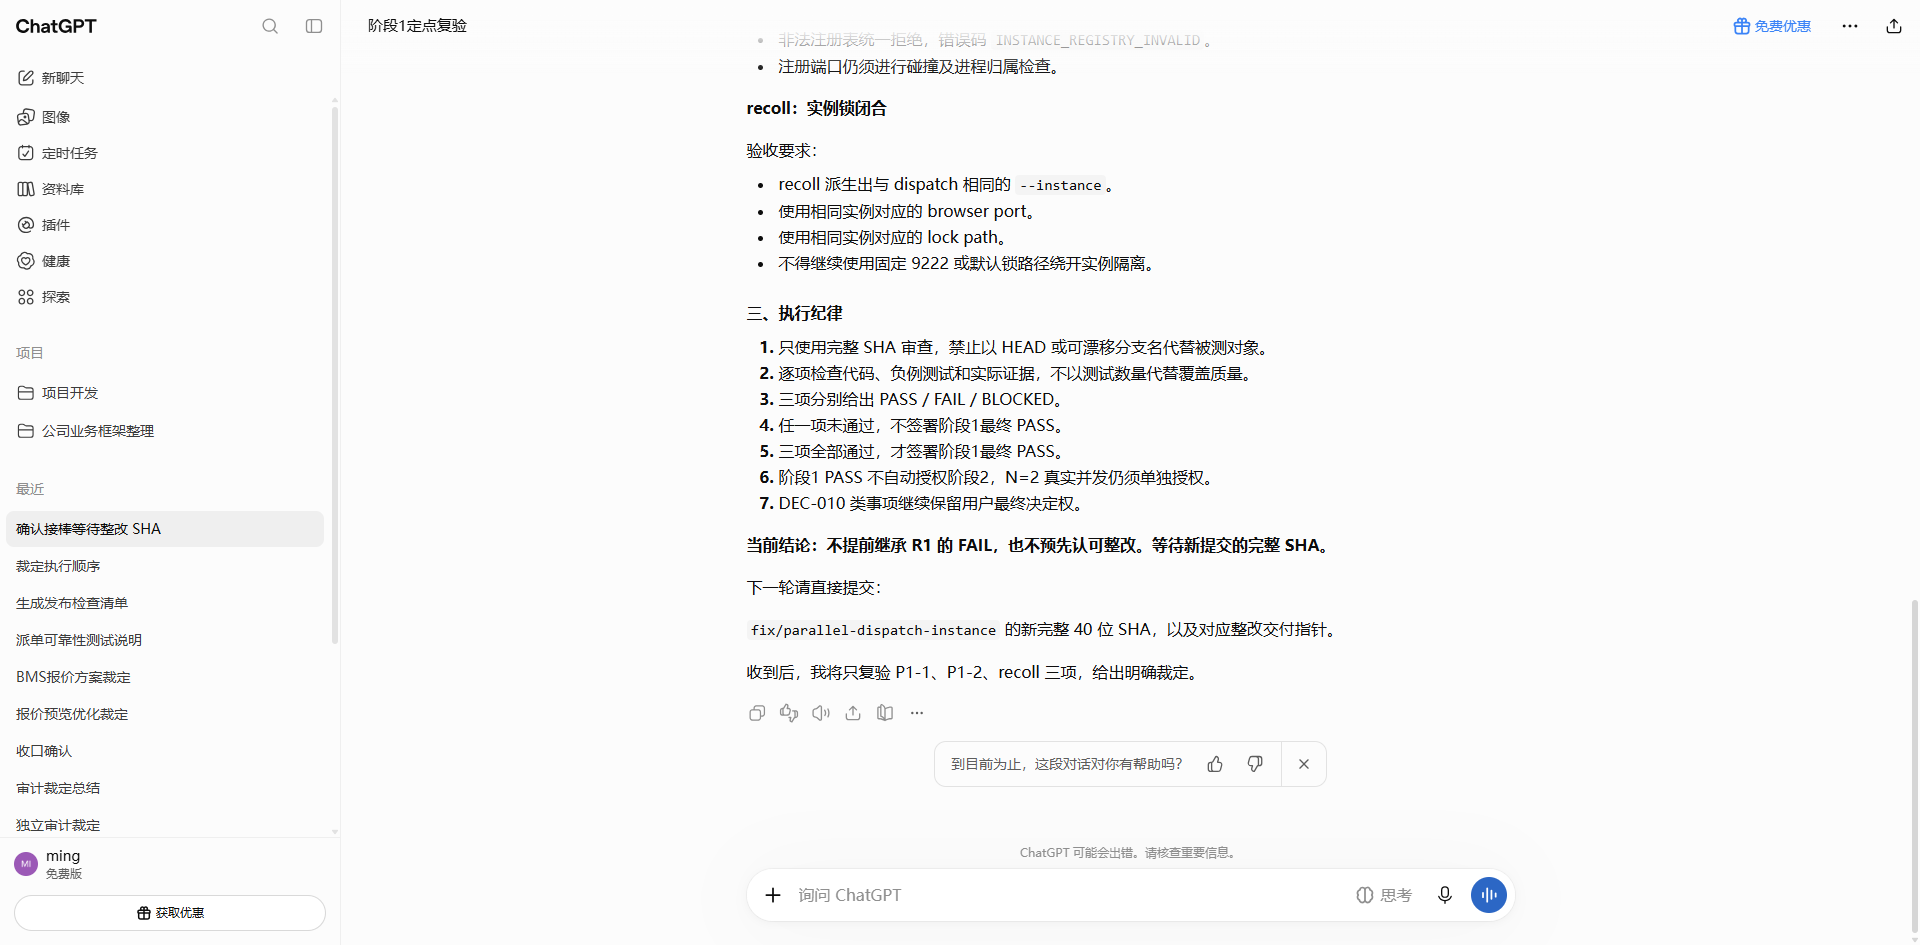 ChatGPT
新聊天
图像
定时任务
资料库
插件
健康
探索
项目
项目开发
公司业务框架整理
最近
确认接棒等待整改 SHA
裁定执行顺序
生成发布检查清单
派单可靠性测试说明
BMS报价方案裁定
报价预览优化裁定
收口确认
审计裁定总结
独立审计裁定
MI
ming
免费版
获取优惠
阶段1定点复验
免费优惠
非法注册表统一拒绝，错误码 INSTANCE_REGISTRY_INVALID。
注册端口仍须进行碰撞及进程归属检查。
recoll：实例锁闭合
验收要求：
recoll 派生出与 dispatch 相同的 --instance。
使用相同实例对应的 browser port。
使用相同实例对应的 lock path。
不得继续使用固定 9222 或默认锁路径绕开实例隔离。
三、执行纪律
1. 只使用完整 SHA 审查，禁止以 HEAD 或可漂移分支名代替被测对象。
2. 逐项检查代码、负例测试和实际证据，不以测试数量代替覆盖质量。
3. 三项分别给出 PASS / FAIL / BLOCKED。
4. 任一项未通过，不签署阶段1最终 PASS。
5. 三项全部通过，才签署阶段1最终 PASS。
6. 阶段1 PASS 不自动授权阶段2，N=2 真实并发仍须单独授权。
7. DEC-010 类事项继续保留用户最终决定权。
当前结论：不提前继承 R1 的 FAIL，也不预先认可整改。等待新提交的完整 SHA。
下一轮请直接提交：
fix/parallel-dispatch-instance 的新完整 40 位 SHA，以及对应整改交付指针。
收到后，我将只复验 P1-1、P1-2、recoll 三项，给出明确裁定。
到目前为止，这段对话对你有帮助吗？
ChatGPT 可能会出错。请核查重要信息。
询问 ChatGPT
思考